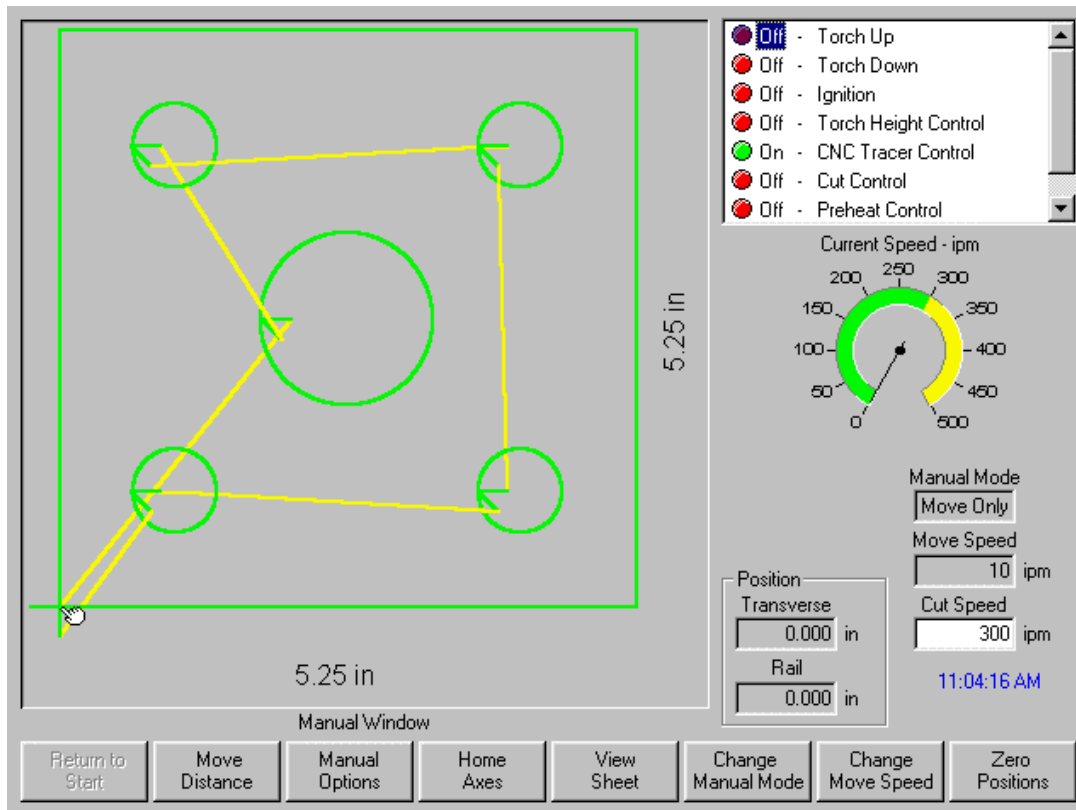 Off - Torch Up
Off - Torch Down
Off - Ignition
Off - Torch Height Control
On - CNC Tracer Control
Off - Cut Control
Off - Preheat Control
Current Speed - ipm
0
50
100
150
200
250
300
350
400
450
500
5.25 in
5.25 in
Manual Mode
Move Only
Move Speed
10 ipm
Cut Speed
300 ipm
11:04:16 AM
Position
Transverse
0.000 in
Rail
0.000 in
Manual Window
Return to
Start
Move
Distance
Manual
Options
Home
Axes
View
Sheet
Change
Manual Mode
Change
Move Speed
Zero
Positions